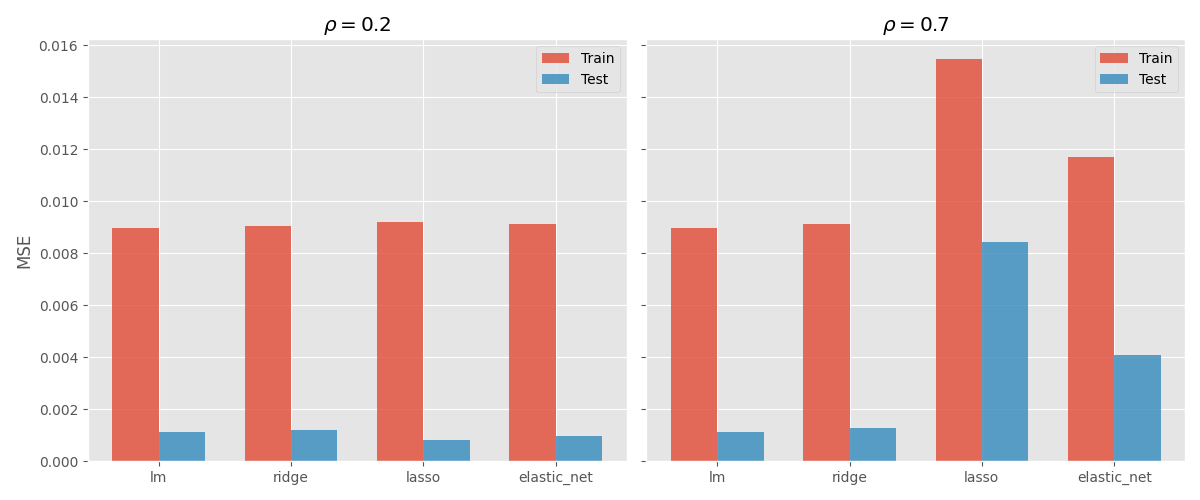 ρ = 0.2
ρ = 0.7
MSE
0.016
0.014
0.012
0.010
0.008
0.006
0.004
0.002
0.000
Train
Test
Train
Test
lm ridge lasso elastic_net
lm ridge lasso elastic_net